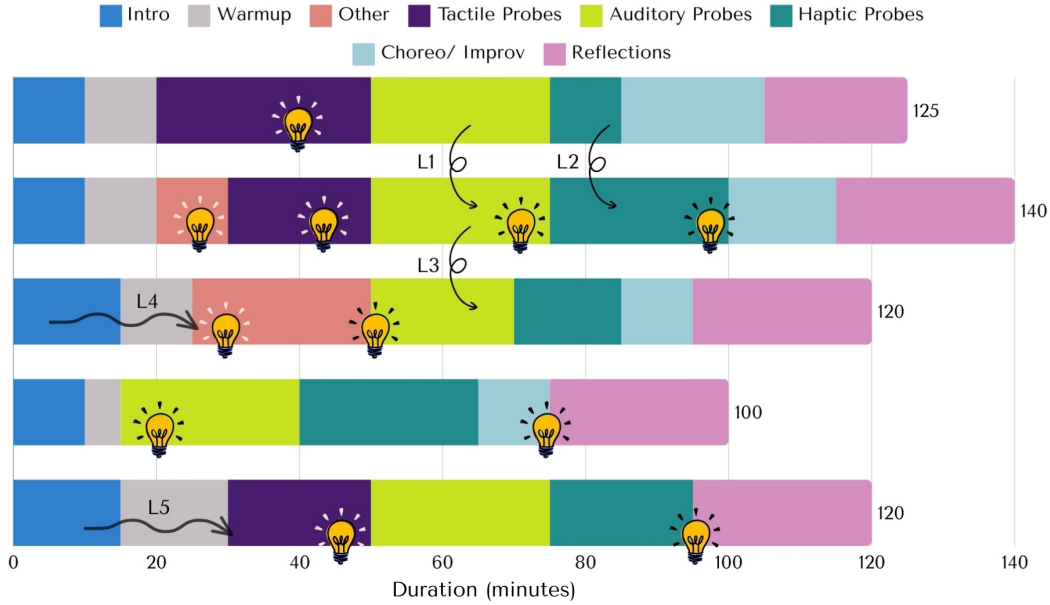 Intro Warmup Other Tactile Probes Auditory Probes Haptic Probes
Choreo/ Improv Reflections
125
L1 L2
140
L3
L4
120
100
L5
120
0 20 40 60 80 100 120 140
Duration (minutes)